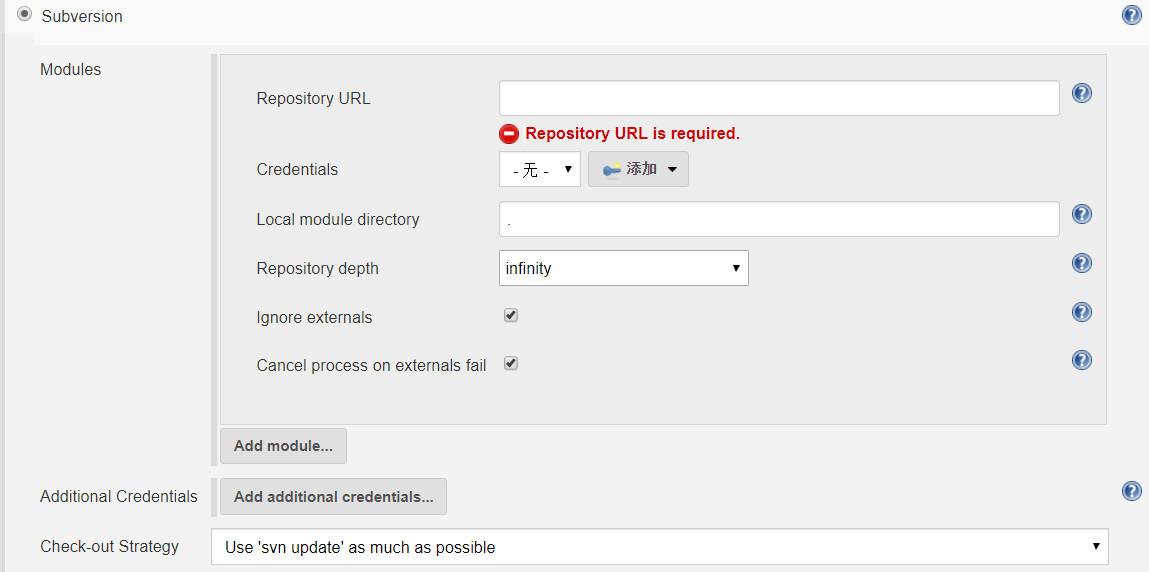 Subversion
Modules
Repository URL
Repository URL is required.
Credentials - 无 - 添加
Local module directory .
Repository depth infinity
Ignore externals
Cancel process on externals fail
Add module...
Additional Credentials Add additional credentials...
Check-out Strategy Use 'svn update' as much as possible